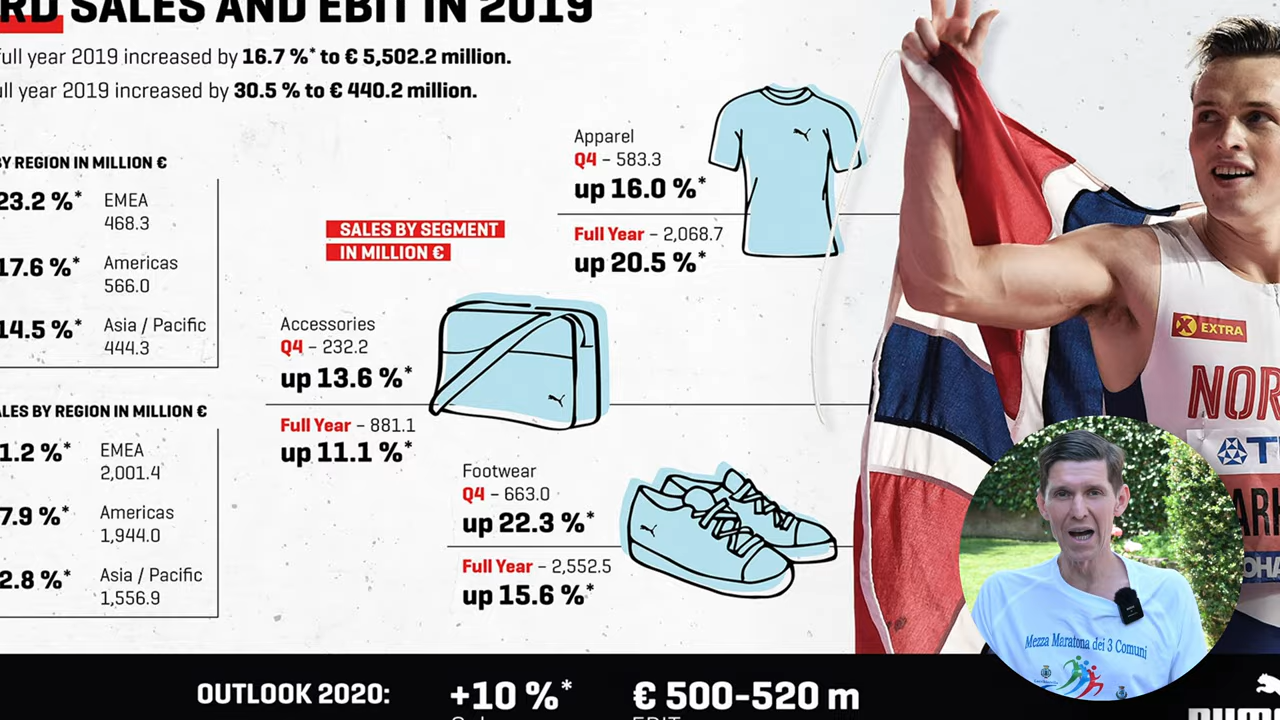 RD SALES AND EBIT IN 2019
full year 2019 increased by 16.7 %* to € 5,502.2 million.
ull year 2019 increased by 30.5 % to € 440.2 million.
BY REGION IN MILLION €
23.2 %* EMEA
468.3
17.6 %* Americas
566.0
14.5 %* Asia / Pacific
444.3
ALES BY REGION IN MILLION €
1.2 %* EMEA
2,001.4
7.9 %* Americas
1,944.0
2.8 %* Asia / Pacific
1,556.9
SALES BY SEGMENT
IN MILLION €
Apparel
Q4 – 583.3
up 16.0 %*
Full Year – 2,068.7
up 20.5 %*
Accessories
Q4 – 232.2
up 13.6 %*
Full Year – 881.1
up 11.1 %*
Footwear
Q4 – 663.0
up 22.3 %*
Full Year – 2,552.5
up 15.6 %*
EXTRA
NOR
Mezza Maratona dei 3 Comuni
OUTLOOK 2020: +10 %* € 500-520 m